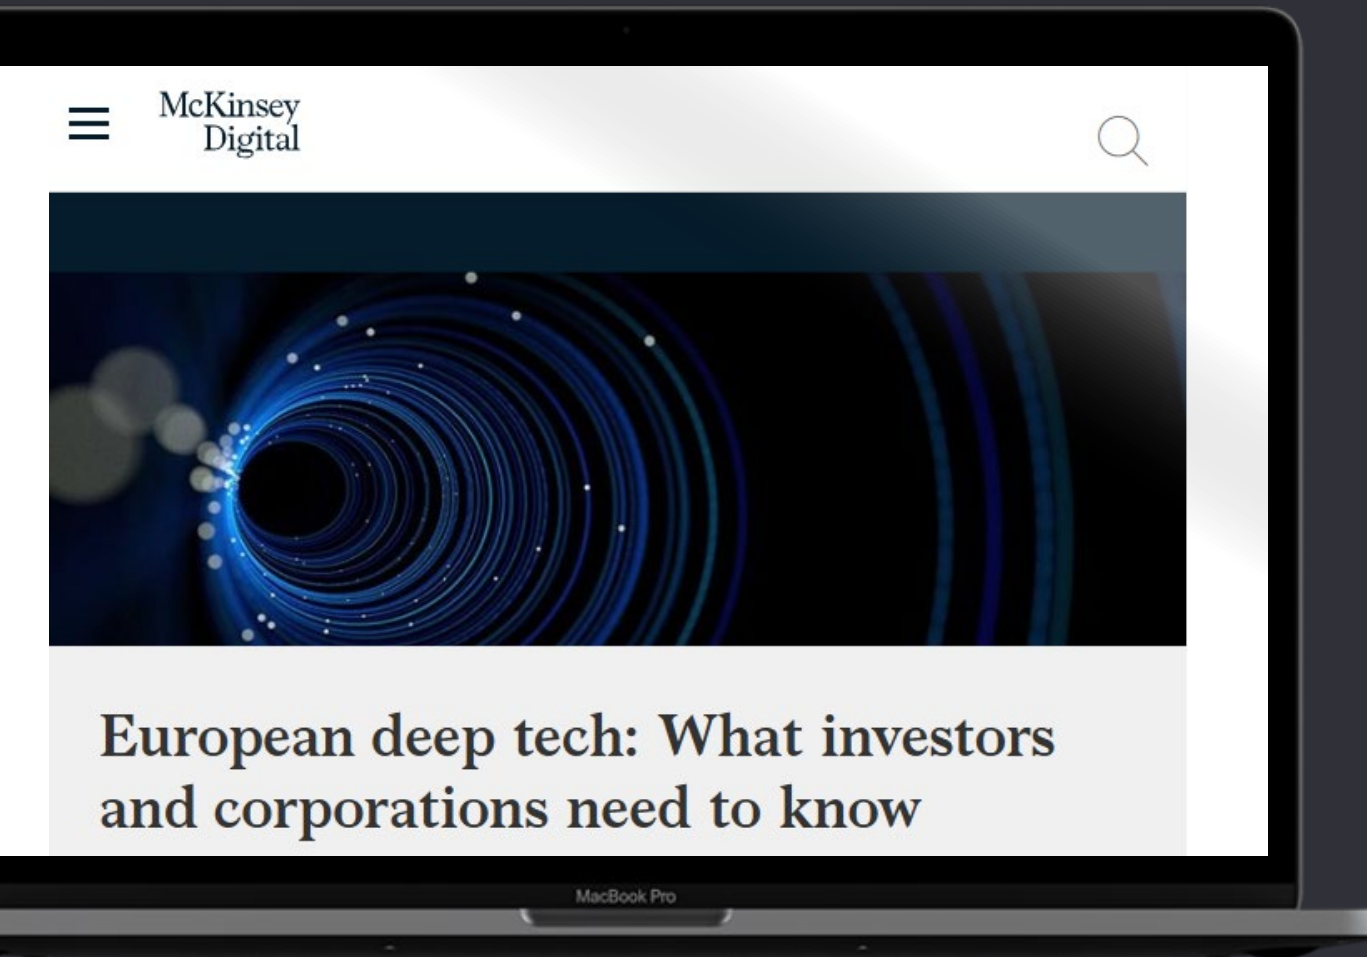 McKinsey
Digital
European deep tech: What investors
and corporations need to know
MacBook Pro